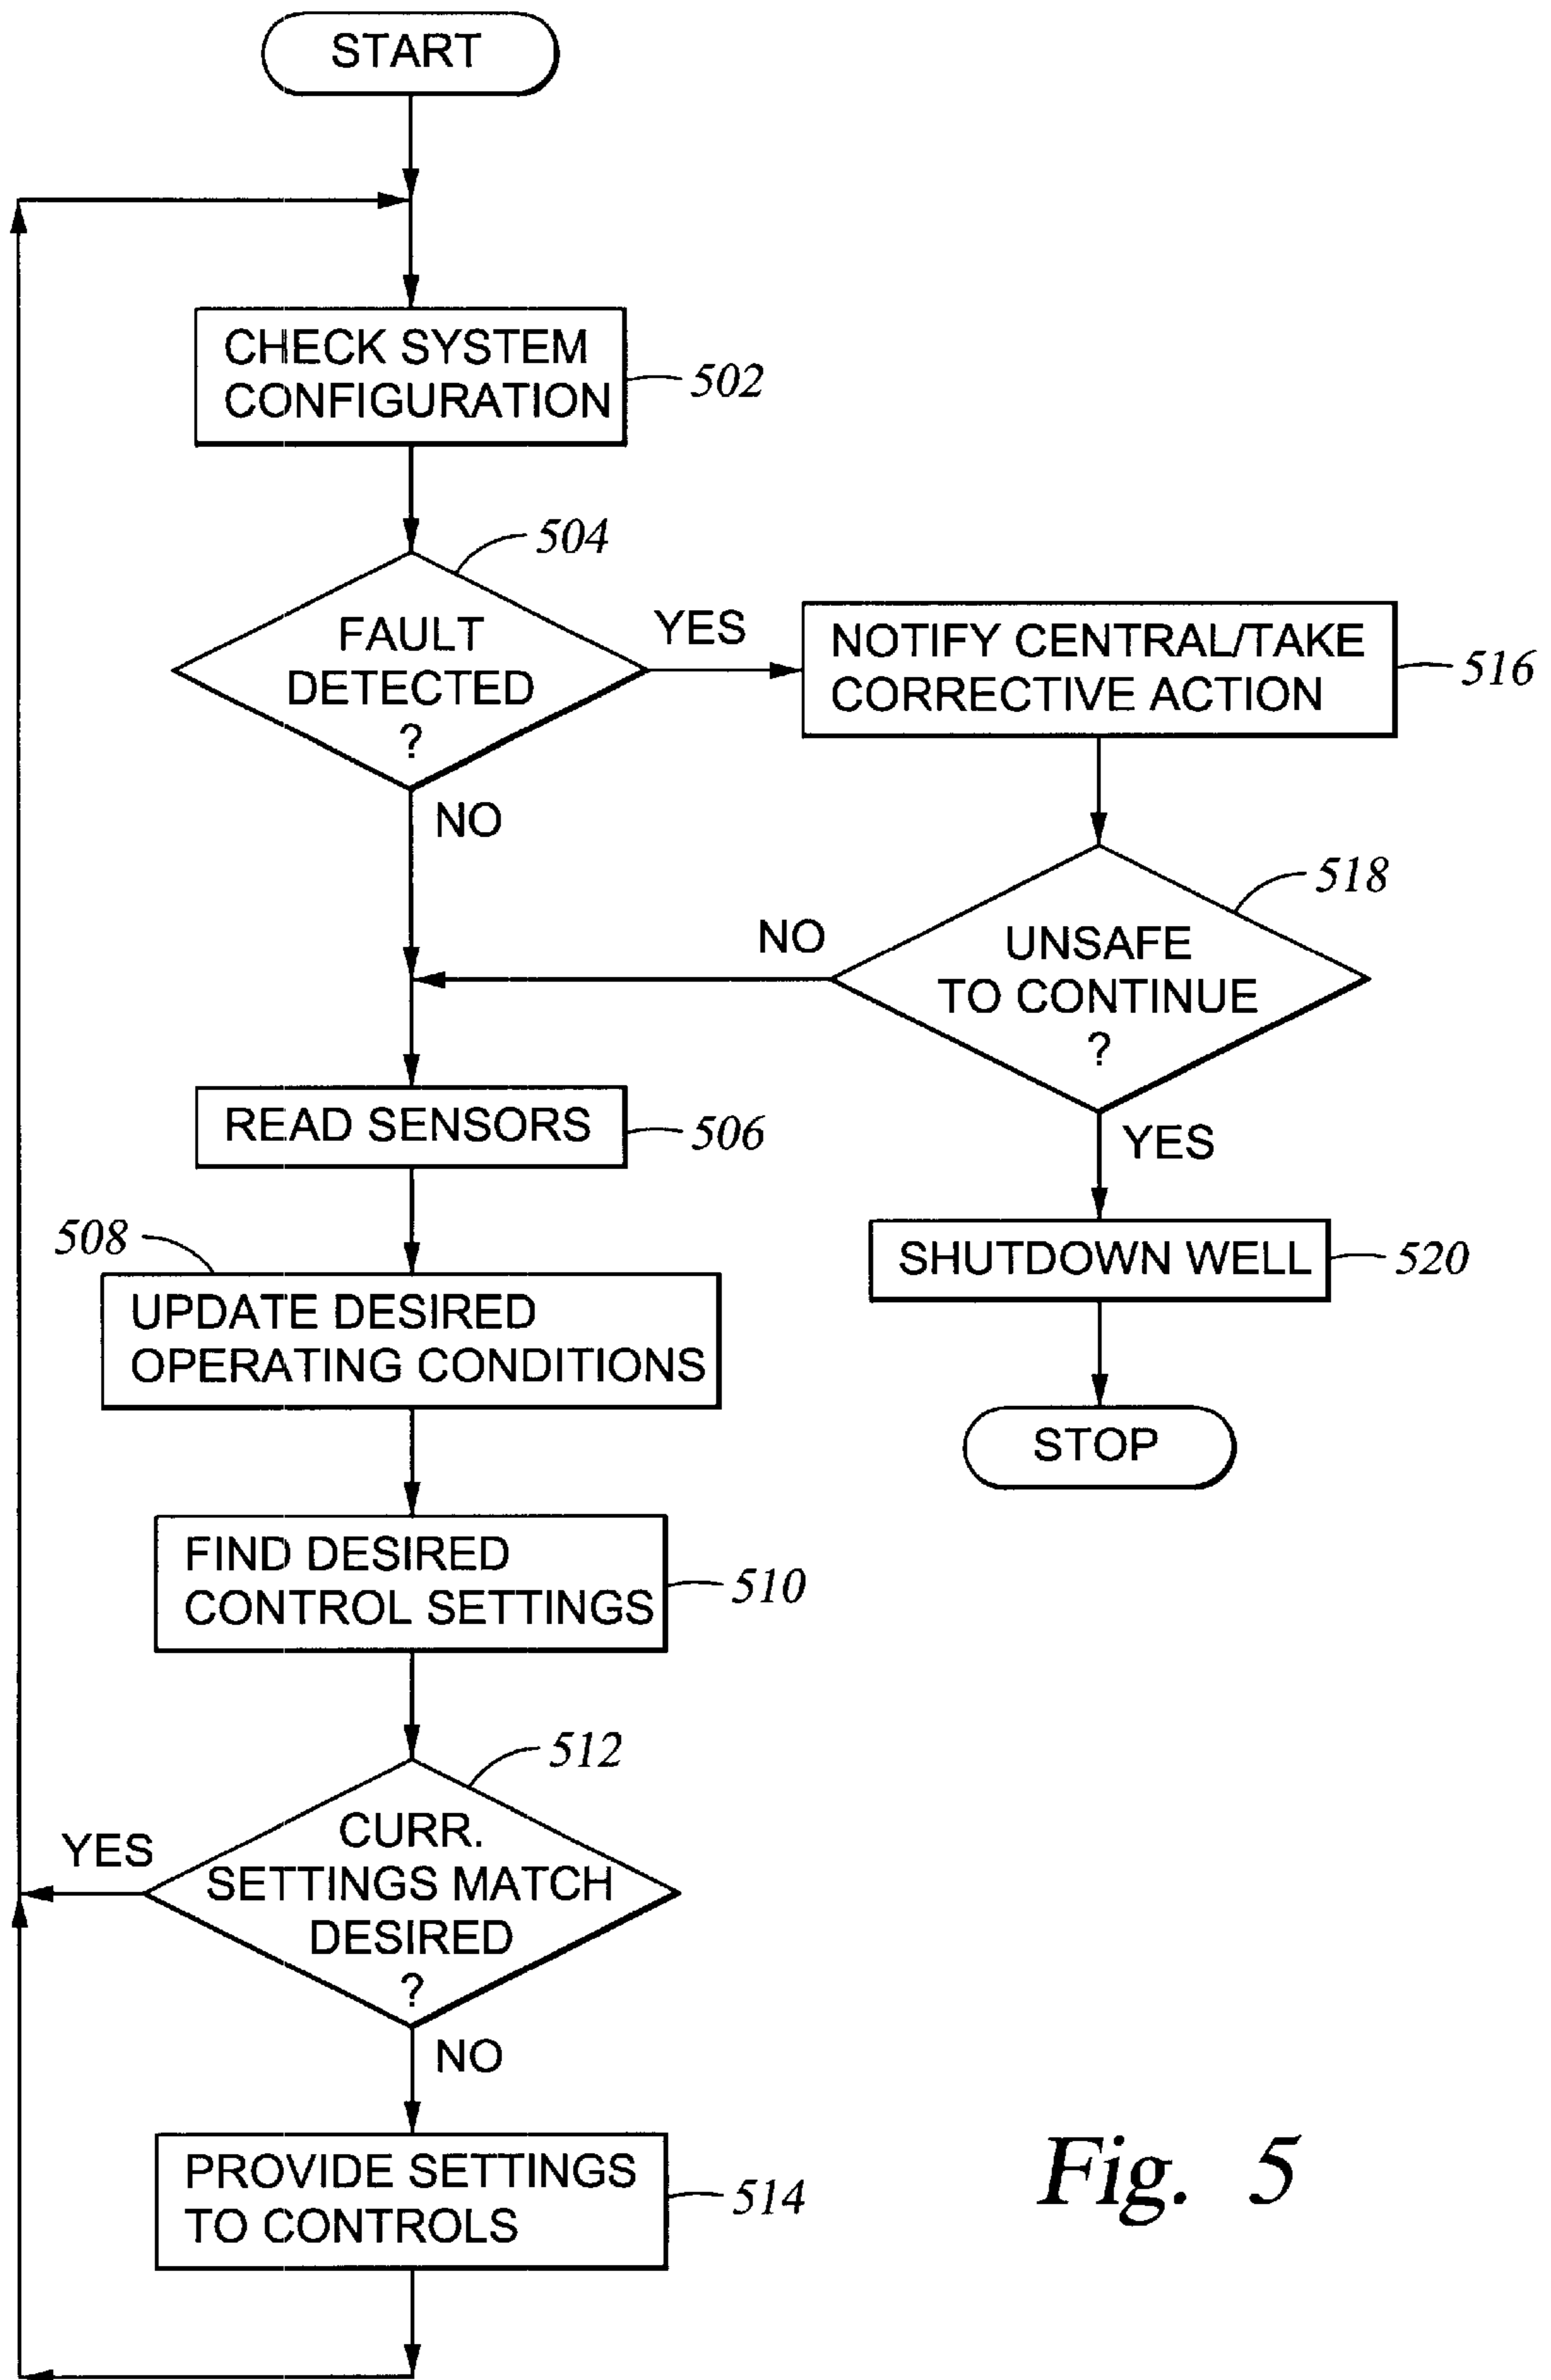 START
CHECK SYSTEM
CONFIGURATION
502
504
FAULT
DETECTED
?
YES
NO
NOTIFY CENTRAL/TAKE
CORRECTIVE ACTION
516
518
UNSAFE
TO CONTINUE
?
NO
YES
READ SENSORS
506
SHUTDOWN WELL
520
508
UPDATE DESIRED
OPERATING CONDITIONS
STOP
FIND DESIRED
CONTROL SETTINGS
510
512
CURR.
SETTINGS MATCH
DESIRED
?
YES
NO
PROVIDE SETTINGS
TO CONTROLS
514
Fig. 5